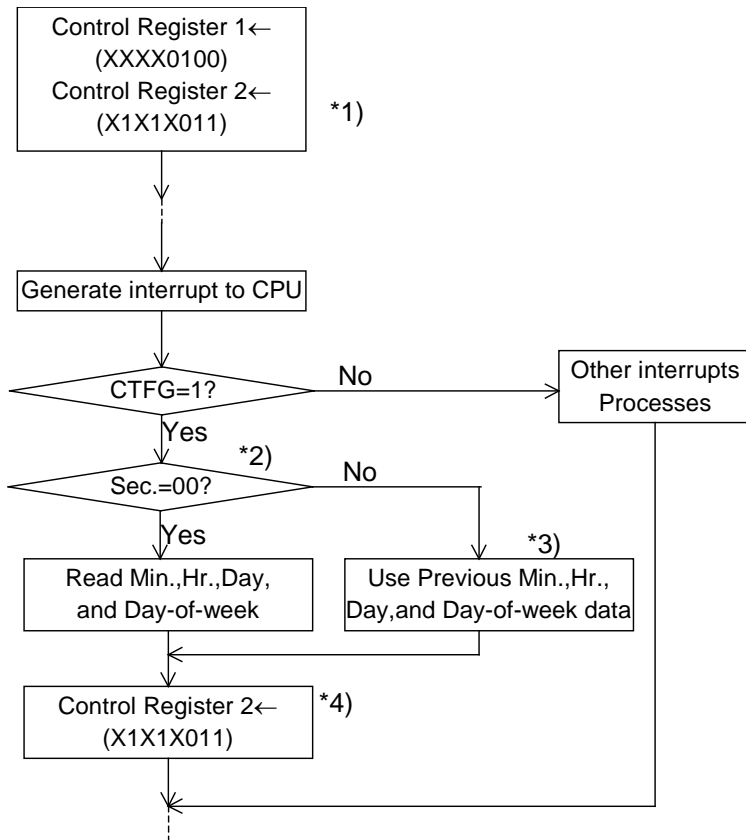 Control Register 1←
(XXXX0100)
Control Register 2←
(X1X1X011)
*1)
Generate interrupt to CPU
CTFG=1?
No
Other interrupts
Processes
Yes
*2)
Sec.=00?
No
Yes
*3)
Read Min.,Hr.,Day,
and Day-of-week
Use Previous Min.,Hr.,
Day,and Day-of-week data
Control Register 2←
(X1X1X011)
*4)